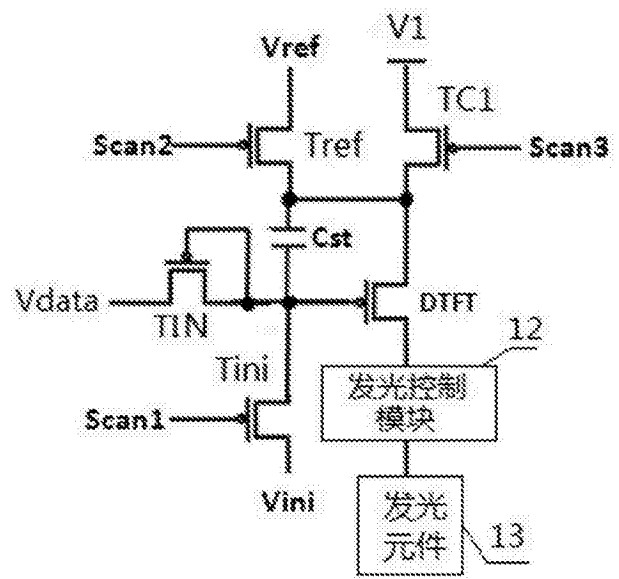 Vref
V1
TC1
Scan2
Tref
Scan3
Cst
Vdata
TIN
DTFT
12
Tini
发光控制
模块
Scan1
Vini
发光
元件
13